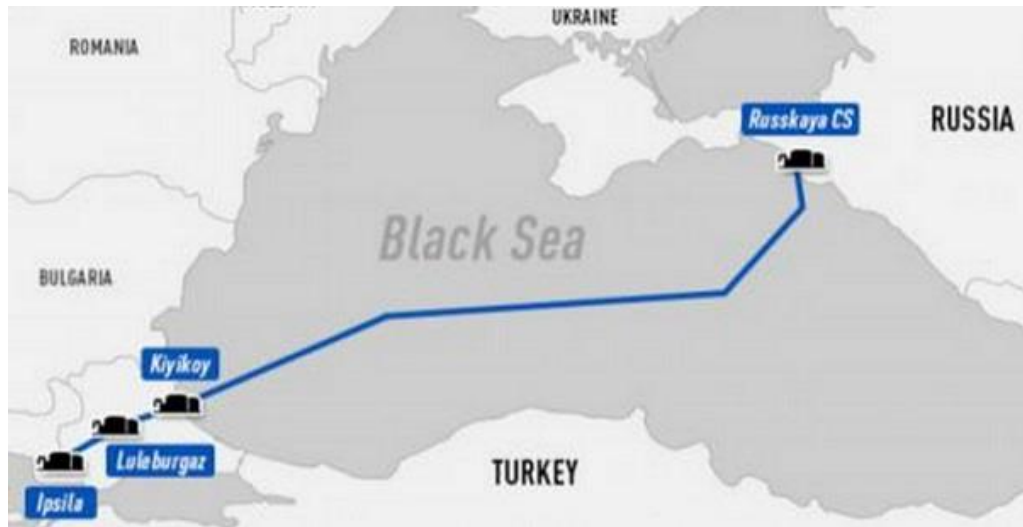 UKRAINE
ROMANIA
Russkaya CS
RUSSIA
Black Sea
BULGARIA
Kiyikoy
Luleburgaz
TURKEY
Ipsila